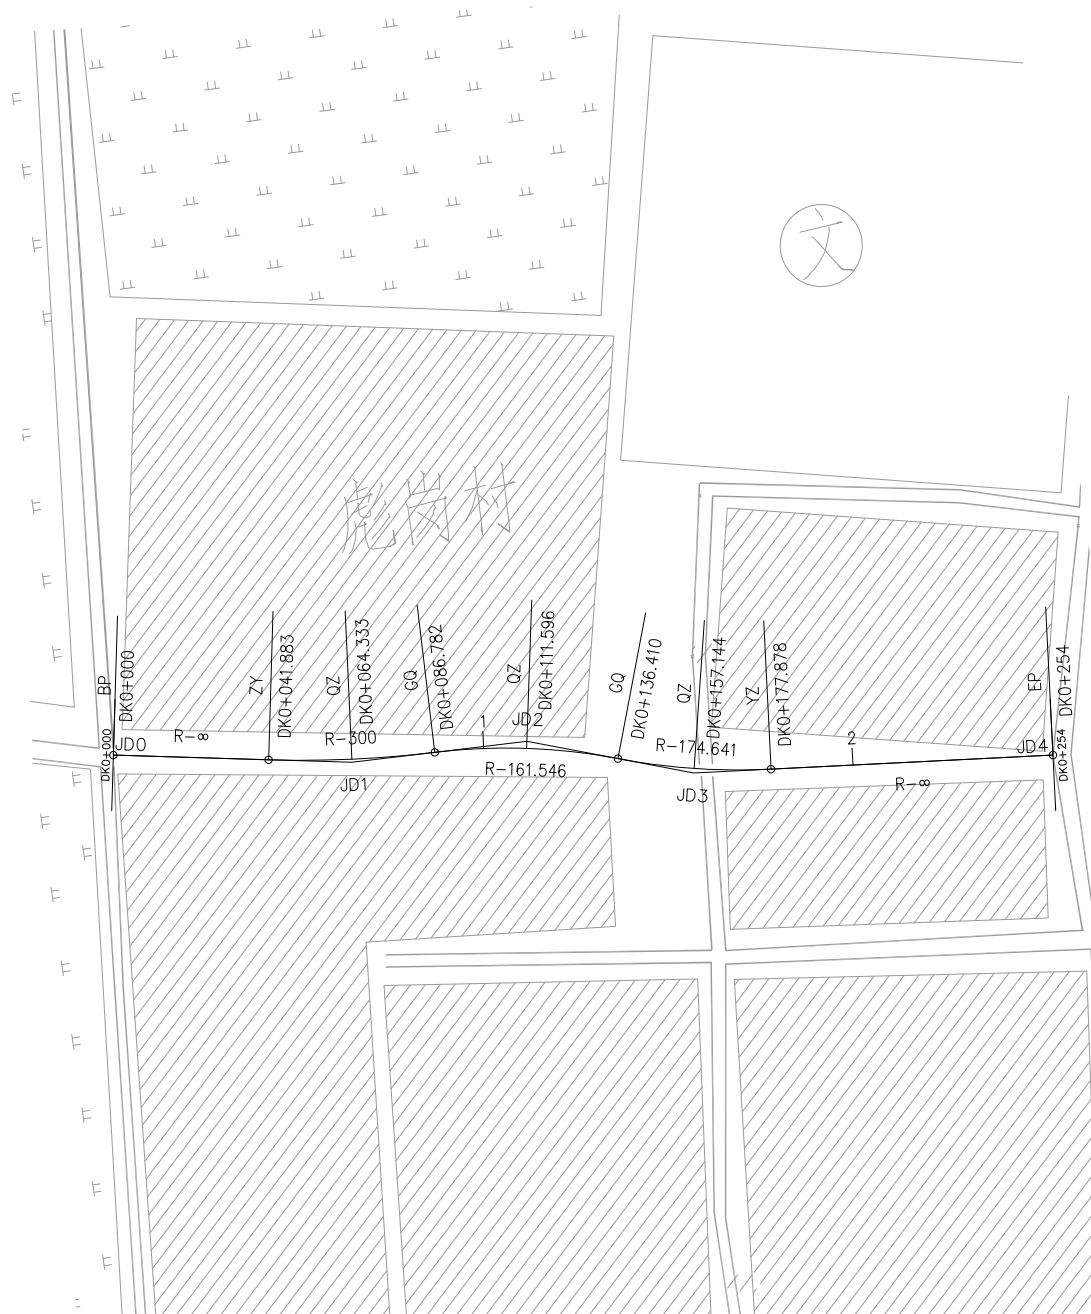 文
彪岗村
BP
DK0+000
ZY
DK0+041.883
QZ
DK0+064.333
GQ
DK0+086.782
QZ
DK0+111.596
GQ
DK0+136.410
QZ
DK0+157.144
YZ
DK0+177.878
EP
DK0+254
DK0+000
JD0
R-∞
R-300
JD1
1
JD2
R-161.546
R-174.641
JD3
2
R-∞
JD4
DK0+254